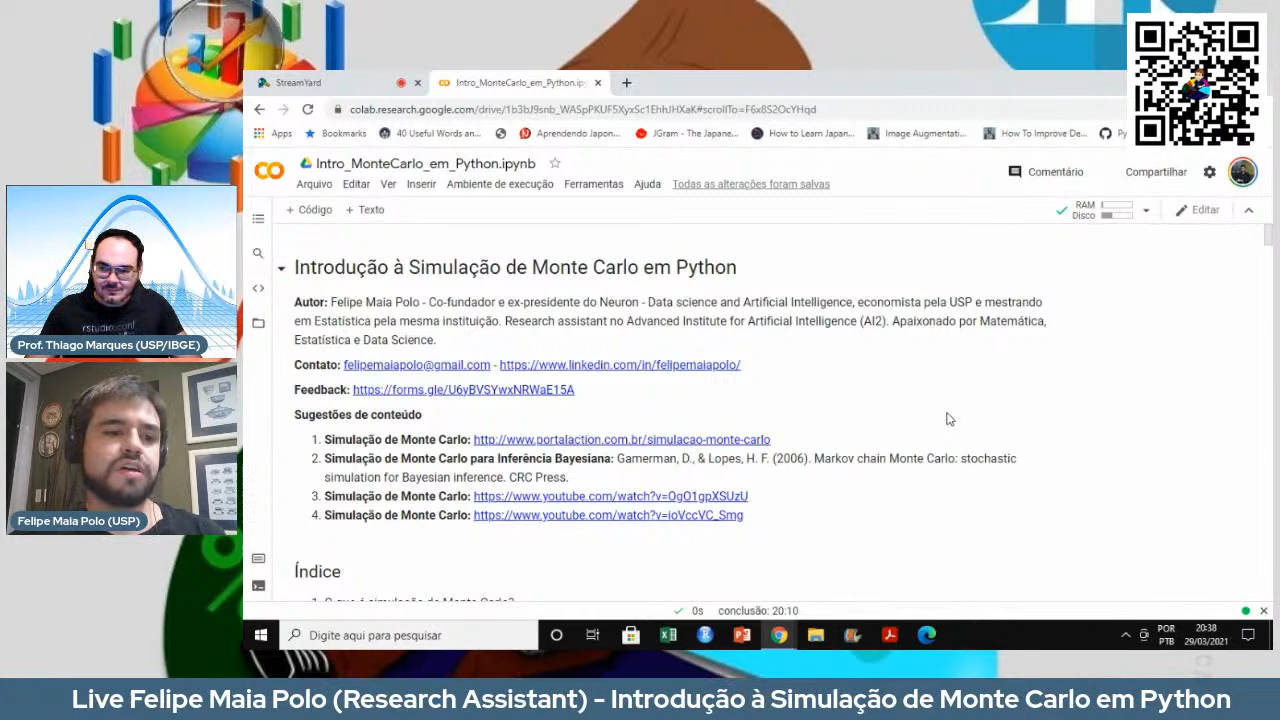 StreamYard
Intro_MonteCarlo_em_Python.ip
colab.research.google.com/drive/1b3bJ9snb_WASpPKUF5XyxSc1EhhJHXaK#scrollTo=F6x8S2OcYHqd
Apps
Bookmarks
40 Useful Words an...
Aprendendo Japon...
JGram - The Japane...
How to Learn Japan...
Image Augmentati...
How To Improve De...
Intro_MonteCarlo_em_Python.ipynb
Comentário
Compartilhar
Arquivo Editar Ver Inserir Ambiente de execução Ferramentas Ajuda Todas as alterações foram salvas
+ Código + Texto
RAM
Disco
Editar
Introdução à Simulação de Monte Carlo em Python
Autor: Felipe Maia Polo - Co-fundador e ex-presidente do Neuron - Data science and Artificial Intelligence, economista pela USP e mestrando
em Estatística pela mesma instituição. Research assistant no Advanced Institute for Artificial Intelligence (AI2). Apaixonado por Matemática,
Estatística e Data Science.
Contato: felipemaiapolo@gmail.com - https://www.linkedin.com/in/felipemaiapolo/
Feedback: https://forms.gle/U6yBVSYwxNRWaE15A
Sugestões de conteúdo
1. Simulação de Monte Carlo: http://www.portalaction.com.br/simulacao-monte-carlo
2. Simulação de Monte Carlo para Inferência Bayesiana: Gamerman, D., & Lopes, H. F. (2006). Markov chain Monte Carlo: stochastic
simulation for Bayesian inference. CRC Press.
3. Simulação de Monte Carlo: https://www.youtube.com/watch?v=OgO1gpXSUzU
4. Simulação de Monte Carlo: https://www.youtube.com/watch?v=ioVccVC_Smg
Índice
1. O que é simulação de Monte Carlo?
0s conclusão: 20:10
Digite aqui para pesquisar
POR
PTB
20:38
29/03/2021
rstudio::conf
Prof. Thiago Marques (USP/IBGE)
Felipe Maia Polo (USP)
Live Felipe Maia Polo (Research Assistant) - Introdução à Simulação de Monte Carlo em Python